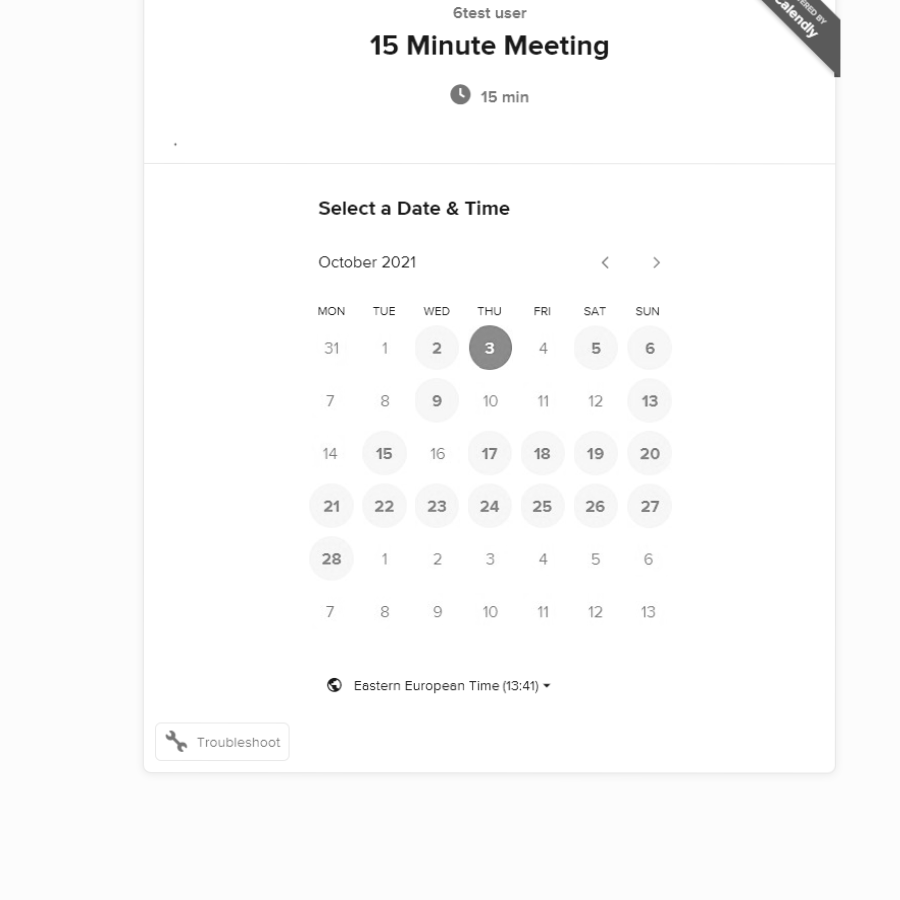 6test user
15 Minute Meeting
15 min
.
Select a Date & Time
October 2021
MON TUE WED THU FRI SAT SUN
31 1 2 3 4 5 6
7 8 9 10 11 12 13
14 15 16 17 18 19 20
21 22 23 24 25 26 27
28 1 2 3 4 5 6
7 8 9 10 11 12 13
Eastern European Time (13:41)
Troubleshoot
BY
Calendly